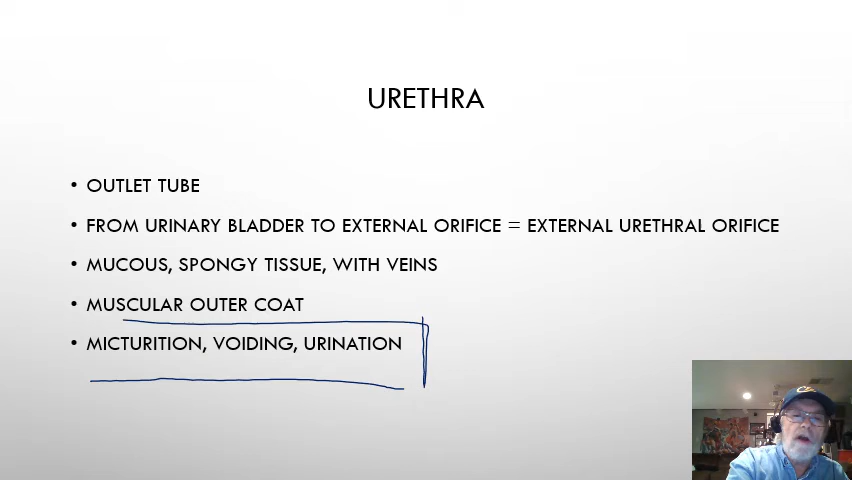 URETHRA
• OUTLET TUBE
• FROM URINARY BLADDER TO EXTERNAL ORIFICE = EXTERNAL URETHRAL ORIFICE
• MUCOUS, SPONGY TISSUE, WITH VEINS
• MUSCULAR OUTER COAT
• MICTURITION, VOIDING, URINATION